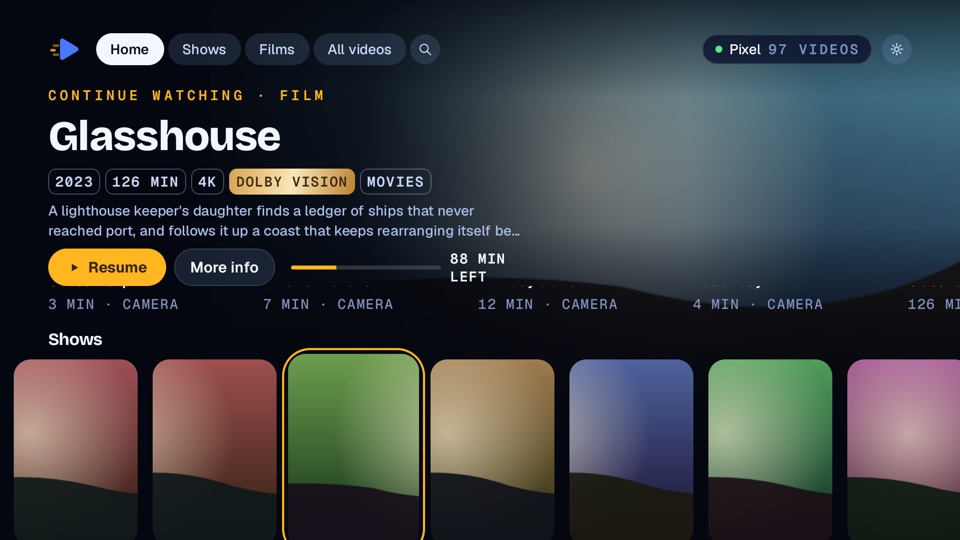 Home
Shows
Films
All videos
Pixel 97 VIDEOS
CONTINUE WATCHING · FILM
Glasshouse
2023
126 MIN
4K
DOLBY VISION
MOVIES
A lighthouse keeper's daughter finds a ledger of ships that never
reached port, and follows it up a coast that keeps rearranging itself be…
Resume
More info
88 MIN
LEFT
3 MIN · CAMERA
7 MIN · CAMERA
12 MIN · CAMERA
4 MIN · CAMERA
126 MI
Shows